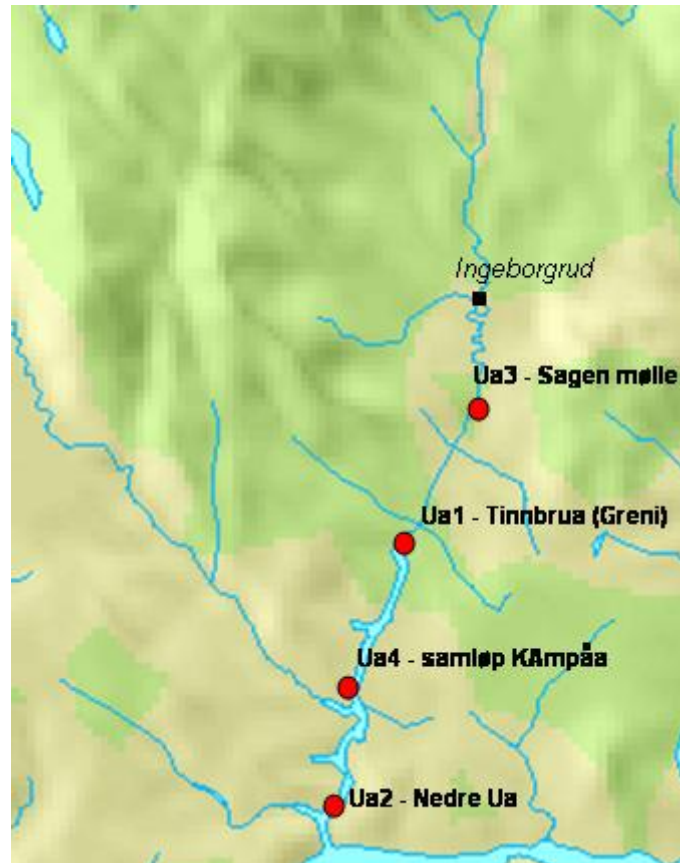 Ingeborgrud
Ua3 - Sagen mølle
Ua1 - Tinnbrua (Greni)
Ua4 - samløp KAmpåa
Ua2 - Nedre Ua